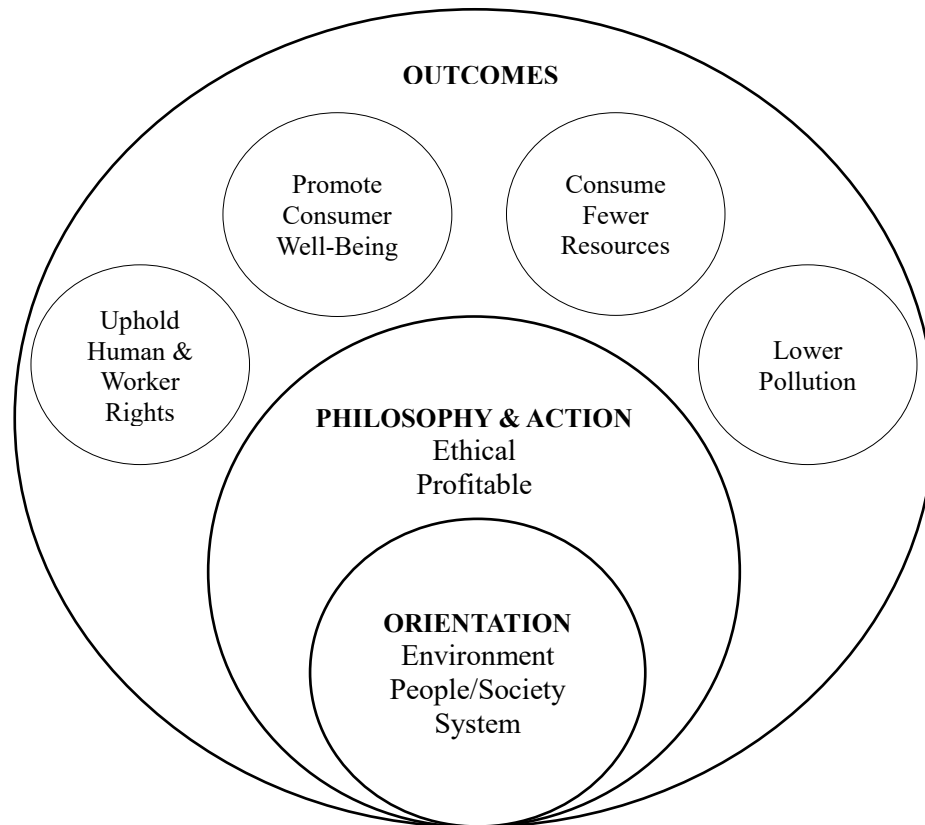 OUTCOMES
Promote
Consumer
Well-Being
Consume
Fewer
Resources
Uphold
Human &
Worker
Rights
Lower
Pollution
PHILOSOPHY & ACTION
Ethical
Profitable
ORIENTATION
Environment
People/Society
System